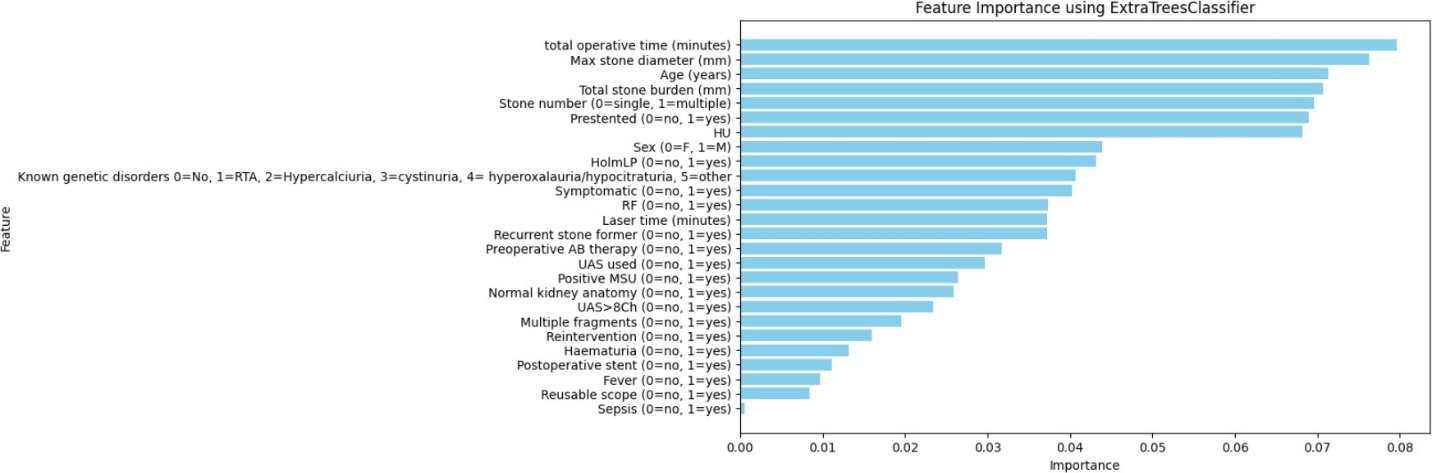 Feature Importance using ExtraTreesClassifier
total operative time (minutes)
Max stone diameter (mm)
Age (years)
Total stone burden (mm)
Stone number (0=single, 1=multiple)
Prestented (0=no, 1=yes)
HU
Sex (0=F, 1=M)
HolmLP (0=no, 1=yes)
Known genetic disorders 0=No, 1=RTA, 2=Hypercalciuria, 3=cystinuria, 4= hyperoxalauria/hypocitraturia, 5=other
Symptomatic (0=no, 1=yes)
RF (0=no, 1=yes)
Laser time (minutes)
Recurrent stone former (0=no, 1=yes)
Preoperative AB therapy (0=no, 1=yes)
UAS used (0=no, 1=yes)
Positive MSU (0=no, 1=yes)
Normal kidney anatomy (0=no, 1=yes)
UAS>8Ch (0=no, 1=yes)
Multiple fragments (0=no, 1=yes)
Reintervention (0=no, 1=yes)
Haematuria (0=no, 1=yes)
Postoperative stent (0=no, 1=yes)
Fever (0=no, 1=yes)
Reusable scope (0=no, 1=yes)
Sepsis (0=no, 1=yes)
Feature
0.00 0.01 0.02 0.03 0.04 0.05 0.06 0.07 0.08
Importance